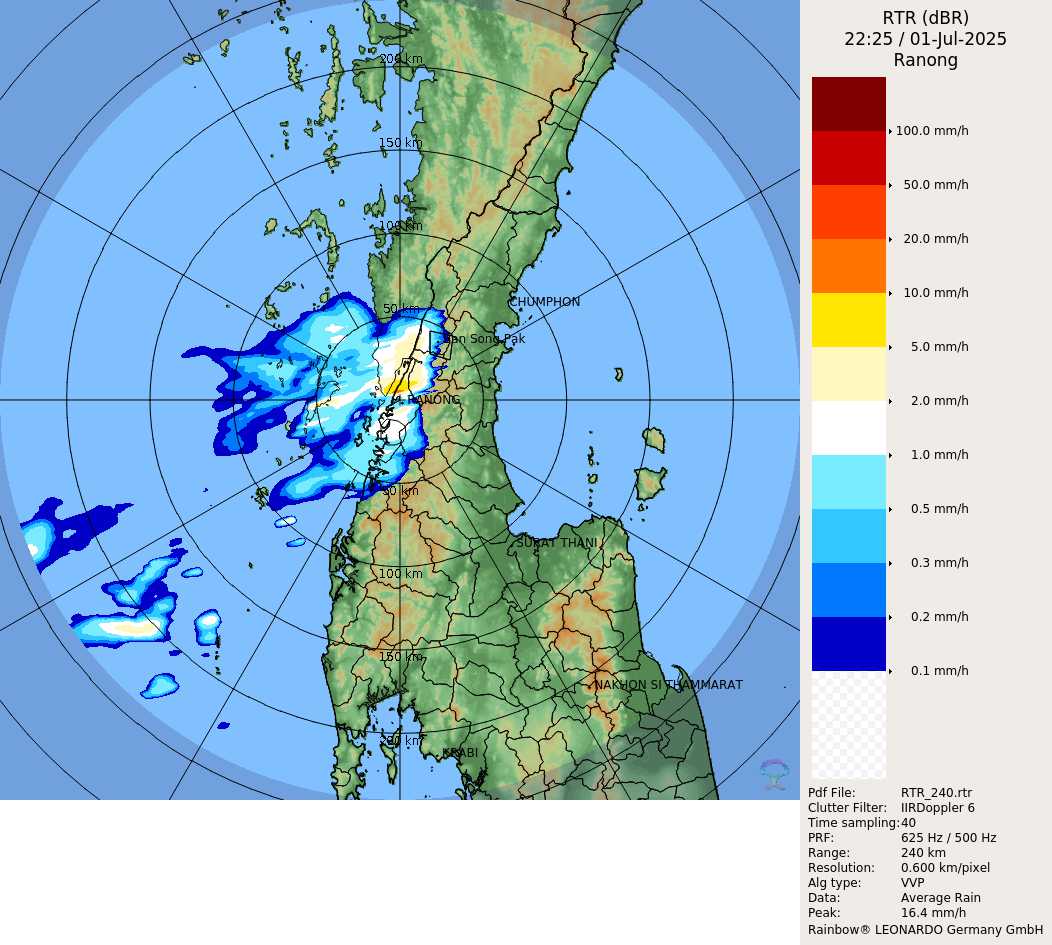 RTR (dBR)
22:25 / 01-Jul-2025
Ranong
200 km
150 km
100 km
50 km
CHUMPHON
Ban Song Pak
RANONG
50 km
SURAT THANI
100 km
150 km
NAKHON SI THAMMARAT
200 km
KRABI
100.0 mm/h
50.0 mm/h
20.0 mm/h
10.0 mm/h
5.0 mm/h
2.0 mm/h
1.0 mm/h
0.5 mm/h
0.3 mm/h
0.2 mm/h
0.1 mm/h
Pdf File: RTR_240.rtr
Clutter Filter: IIRDoppler 6
Time sampling:40
PRF: 625 Hz / 500 Hz
Range: 240 km
Resolution: 0.600 km/pixel
Alg type: VVP
Data: Average Rain
Peak: 16.4 mm/h
Rainbow® LEONARDO Germany GmbH